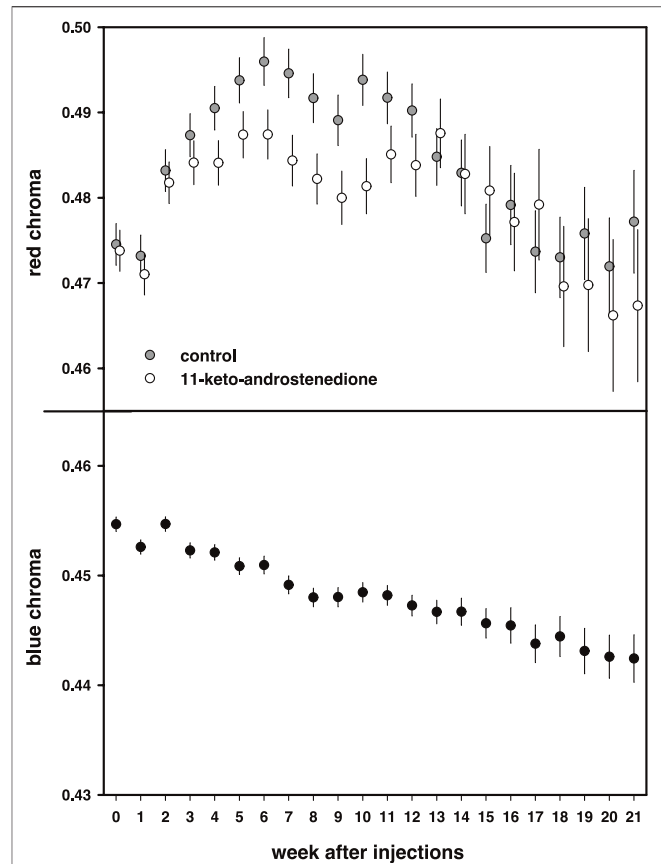 0.50
0.49
0.48
0.47
0.46
red chroma
control
11-keto-androstenedione
0.46
0.45
0.44
0.43
blue chroma
0 1 2 3 4 5 6 7 8 9 10 11 12 13 14 15 16 17 18 19 20 21
week after injections